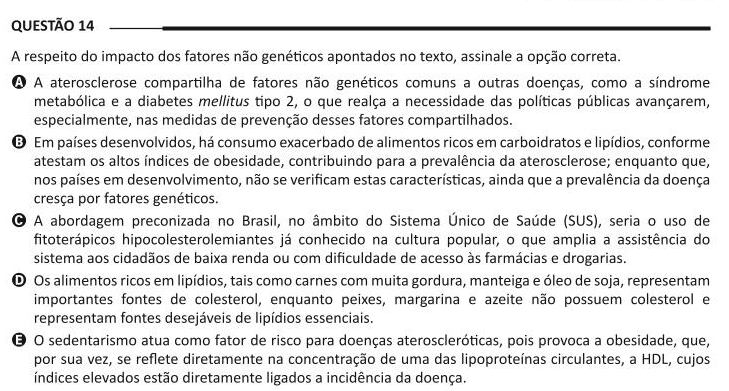 QUESTÃO 14
A respeito do impacto dos fatores não genéticos apontados no texto, assinale a opção correta.
A A aterosclerose compartilha de fatores não genéticos comuns a outras doenças, como a síndrome
metabólica e a diabetes mellitus tipo 2, o que realça a necessidade das políticas públicas avançarem,
especialmente, nas medidas de prevenção desses fatores compartilhados.
B Em países desenvolvidos, há consumo exacerbado de alimentos ricos em carboidratos e lipídios, conforme
atestam os altos índices de obesidade, contribuindo para a prevalência da aterosclerose; enquanto que,
nos países em desenvolvimento, não se verificam estas características, ainda que a prevalência da doença
cresça por fatores genéticos.
C A abordagem preconizada no Brasil, no âmbito do Sistema Único de Saúde (SUS), seria o uso de
fitoterápicos hipocolesterolemiantes já conhecido na cultura popular, o que amplia a assistência do
sistema aos cidadãos de baixa renda ou com dificuldade de acesso às farmácias e drogarias.
D Os alimentos ricos em lipídios, tais como carnes com muita gordura, manteiga e óleo de soja, representam
importantes fontes de colesterol, enquanto peixes, margarina e azeite não possuem colesterol e
representam fontes desejáveis de lipídios essenciais.
E O sedentarismo atua como fator de risco para doenças ateroscleróticas, pois provoca a obesidade, que,
por sua vez, se reflete diretamente na concentração de uma das lipoproteínas circulantes, a HDL, cujos
índices elevados estão diretamente ligados a incidência da doença.